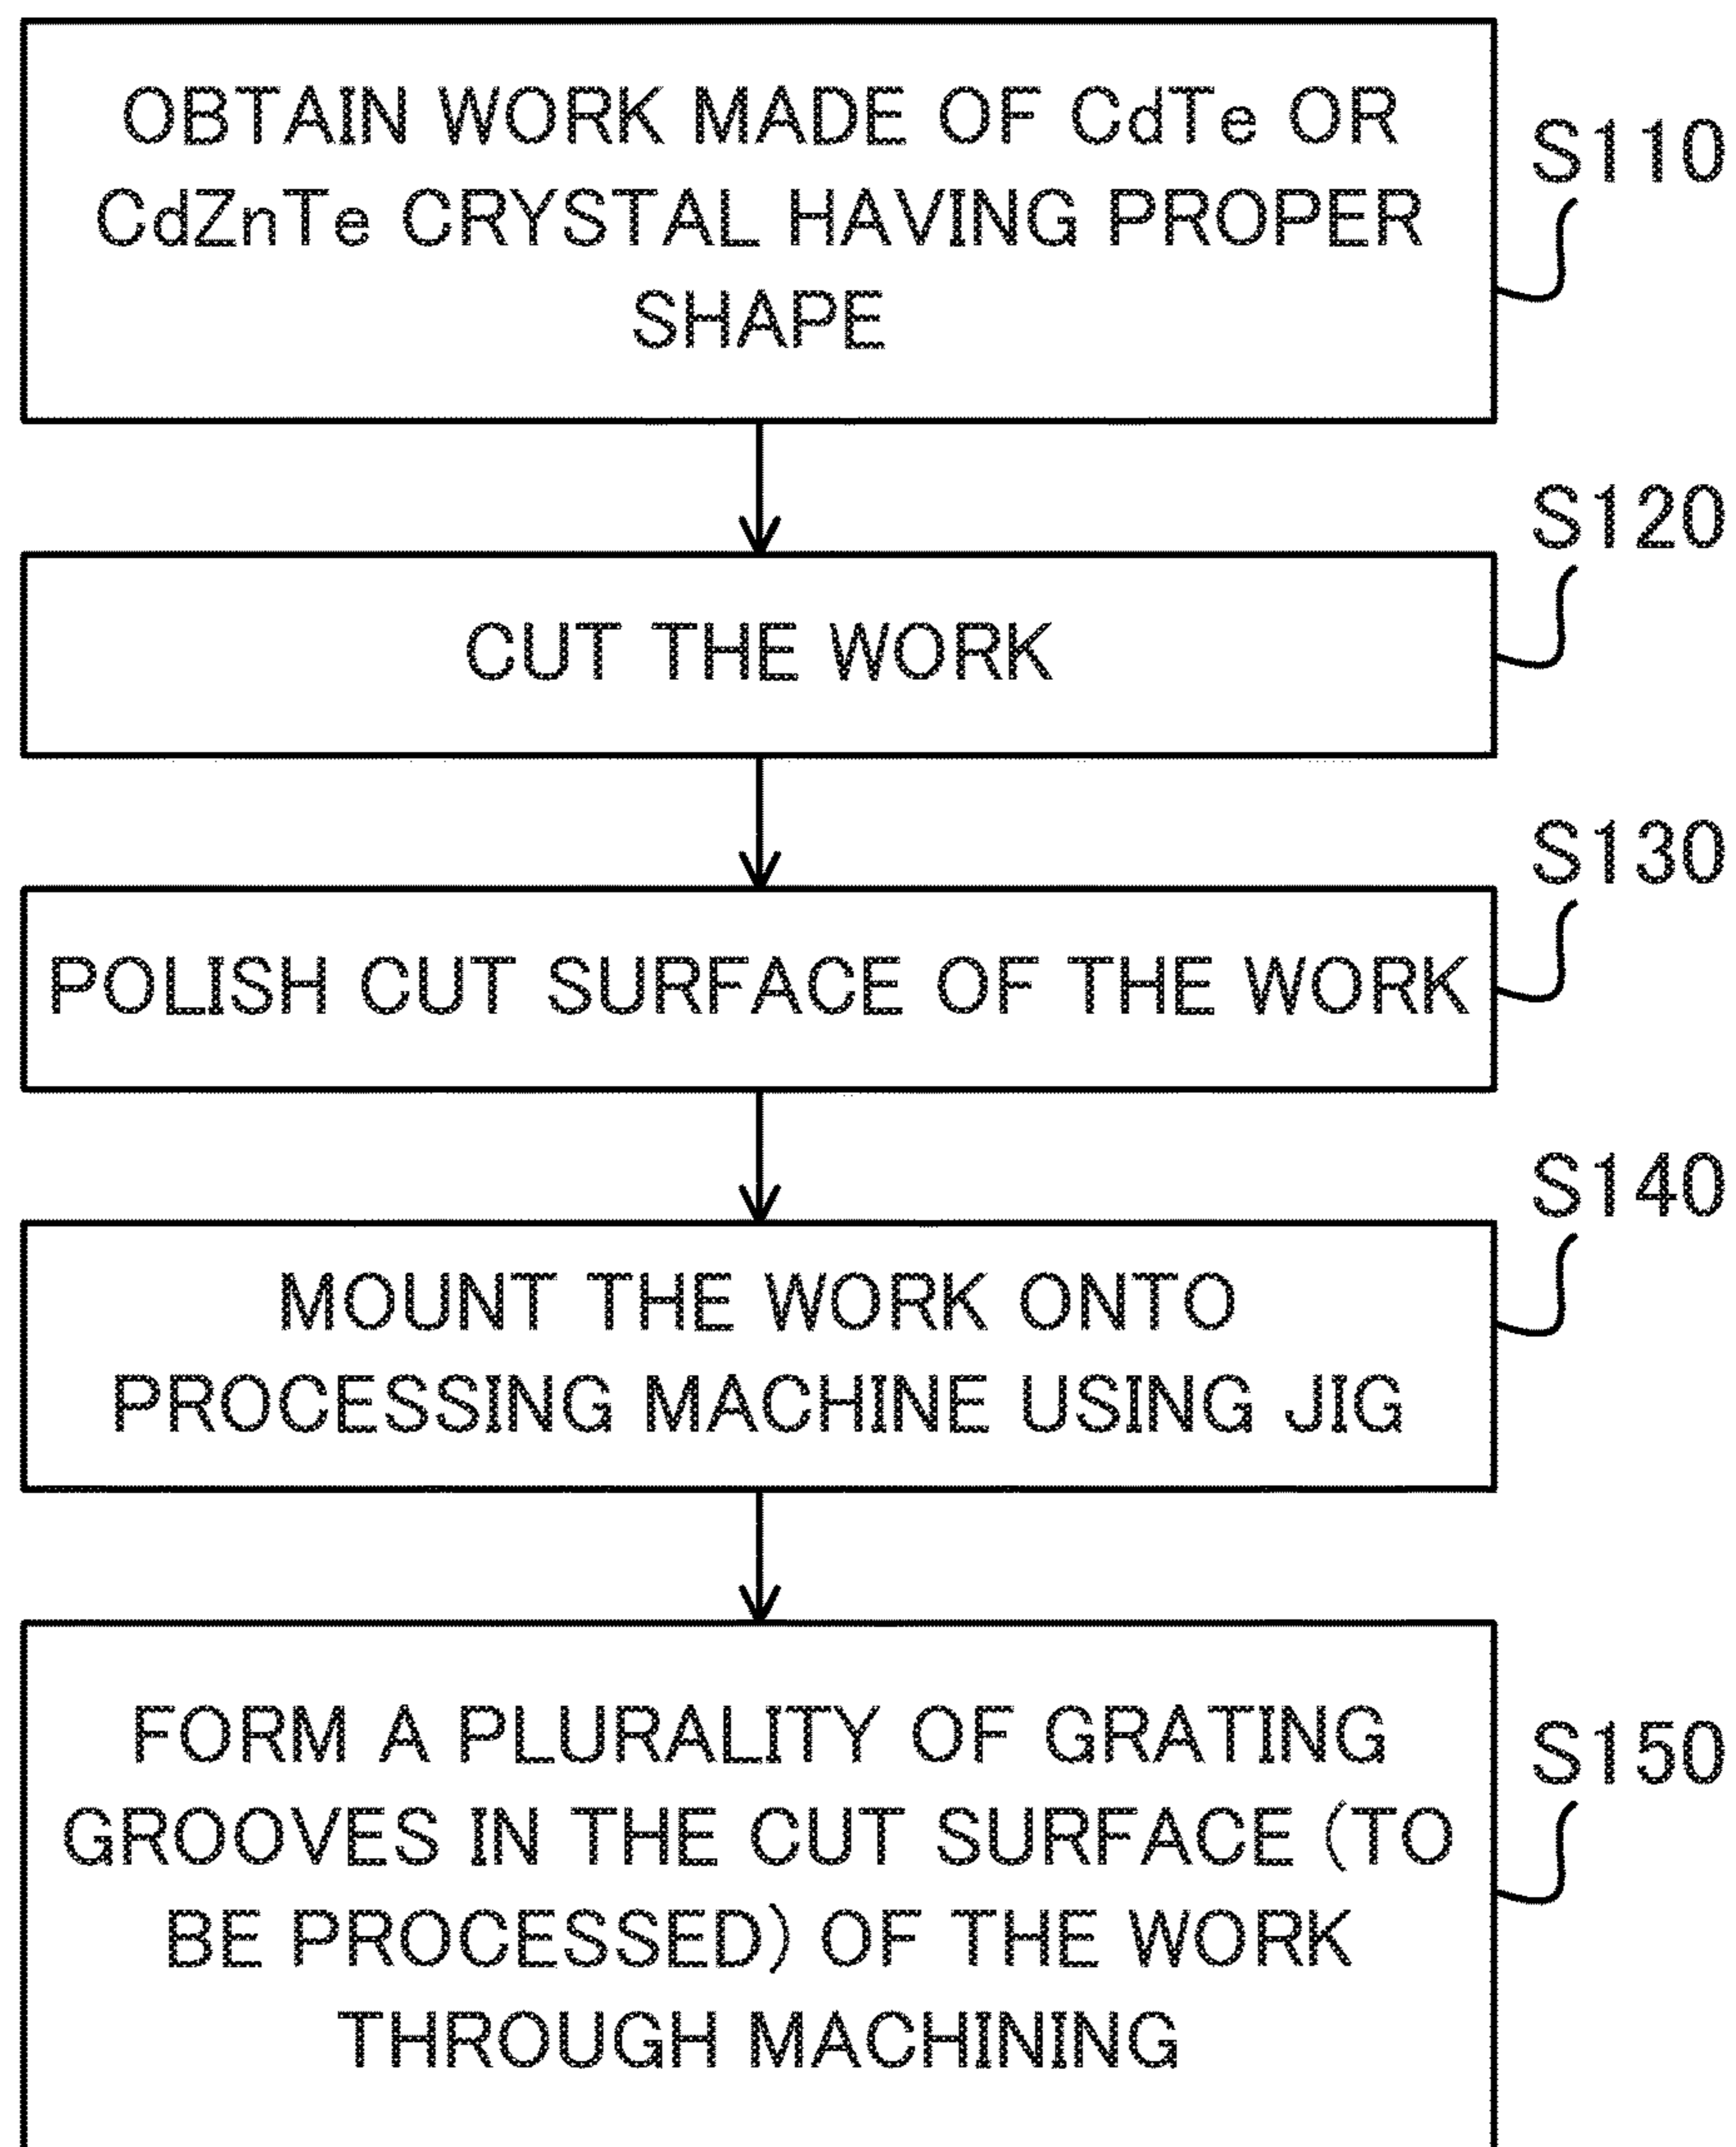 OBTAIN WORK MADE OF CdTe OR
CdZnTe CRYSTAL HAVING PROPER
SHAPE
S110
S120
CUT THE WORK
S130
POLISH CUT SURFACE OF THE WORK
S140
MOUNT THE WORK ONTO
PROCESSING MACHINE USING JIG
FORM A PLURALITY OF GRATING
GROOVES IN THE CUT SURFACE (TO
BE PROCESSED) OF THE WORK
THROUGH MACHINING
S150